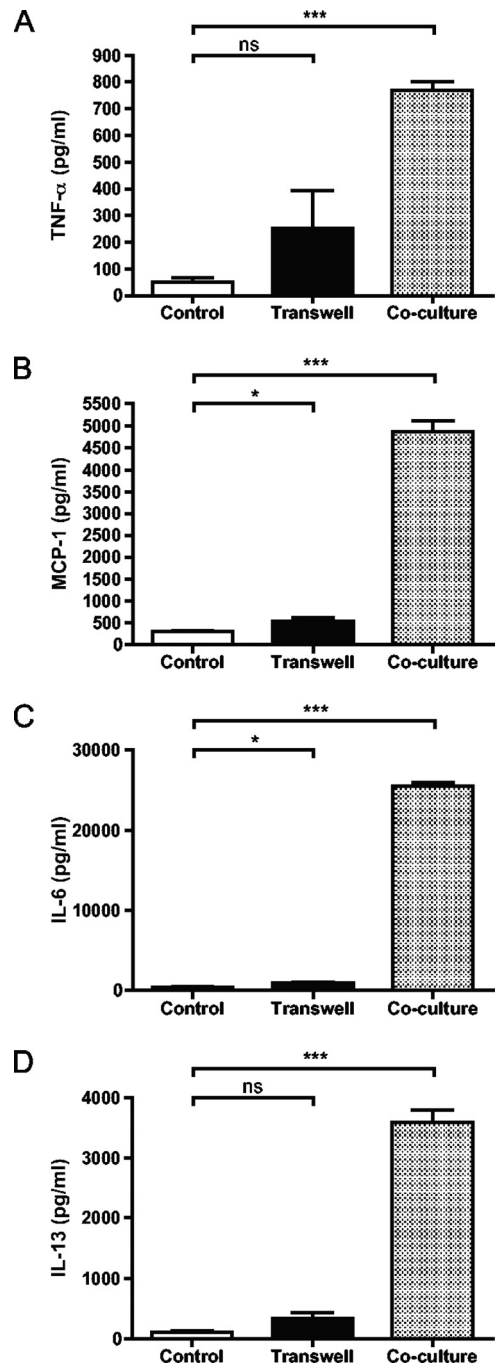 A
***
ns
900
800
700
600
500
400
300
200
100
0
TNF-α (pg/ml)
Control Transwell Co-culture
B
***
*
5500
5000
4500
4000
3500
3000
2500
2000
1500
1000
500
0
MCP-1 (pg/ml)
Control Transwell Co-culture
C
***
*
30000
20000
10000
0
IL-6 (pg/ml)
Control Transwell Co-culture
D
***
ns
4000
3000
2000
1000
0
IL-13 (pg/ml)
Control Transwell Co-culture